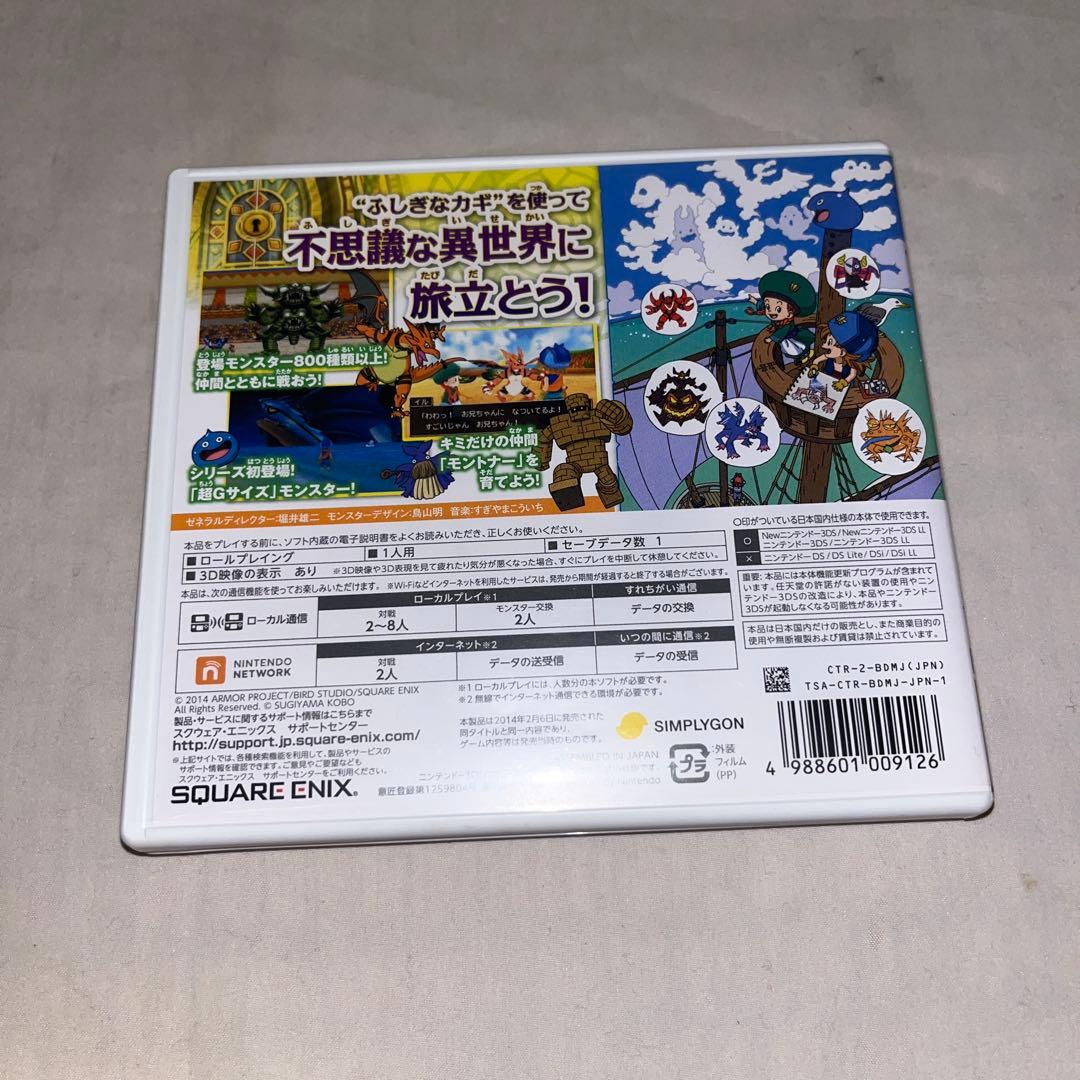 “ふしぎなカギ”を使って
不思議な異世界に
旅立とう!
登場モンスター800種類以上!
仲間とともに戦おう!
イル
「わわっ! お兄ちゃんに なついてるよ!
すごいじゃん お兄ちゃん!
シリーズ初登場!
「超Gサイズ」モンスター!
キミだけの仲間
「モントナー」を
育てよう!
ゼネラルディレクター:堀井雄二 モンスターデザイン:鳥山明 音楽:すぎやまこういち
本品をプレイする前に、ソフト内蔵の電子説明書をよくお読みいただき、正しくお使いください。
■ロールプレイング ■1人用 ■セーブデータ数 1
■3D映像の表示 あり ※3D映像や3D表現を見て疲れたり気分が悪くなった場合、すぐにプレイを中断して休憩してください。
本品は、次の通信機能を使ってお楽しみいただけます。 ※Wi-Fiなどインターネットを利用したサービスは、発売から期間が経過すると終了する場合がございます。
ローカル通信
ローカルプレイ※1 すれちがい通信
対戦 2~8人 モンスター交換 2人 データの交換
NINTENDO NETWORK
インターネット※2 いつの間に通信※2
対戦 2人 データの送受信 データの受信
○印がついている日本国内仕様の本体で使用できます。
○ Newニンテンドー3DS/Newニンテンドー3DS LL
ニンテンドー3DS/ニンテンドー3DS LL
× ニンテンドーDS/DS Lite/DSi/DSi LL
重要:本品には本体機能更新プログラムが含まれて
います。任天堂の許諾がない装置の使用やニン
テンドー3DSの改造により、本品やニンテンドー
3DSが起動しなくなる可能性があります。
本品は日本国内だけの販売とし、また商業目的の
使用や無断複製および賃貸は禁止されています。
© 2014 ARMOR PROJECT/BIRD STUDIO/SQUARE ENIX
All Rights Reserved. © SUGIYAMA KOBO
製品・サービスに関するサポート情報はこちらまで
スクウェア・エニックス サポートセンター
http://support.jp.square-enix.com/
※上記サイトでは、各種検索機能を利用して、製品やサービスの
サポート情報を確認できます。ご意見やご要望なども
スクウェア・エニックス サポートセンターをご利用ください。
SQUARE ENIX®
※1 ローカルプレイには、人数分の本ソフトが必要です。
※2 無線でインターネット通信できる環境が必要です。
本製品は2014年2月6日に発売された
同タイトルと同一内容であり、
ゲーム内容等は発売当時のものです。
SIMPLYGON
ニンテンドー3D
意匠登録第1259804号
MBLED IN JAPAN
by Nintendo
プラ
:外装
フィルム
(PP)
CTR-2-BDMJ(JPN)
TSA-CTR-BDMJ-JPN-1
4 988601 009126